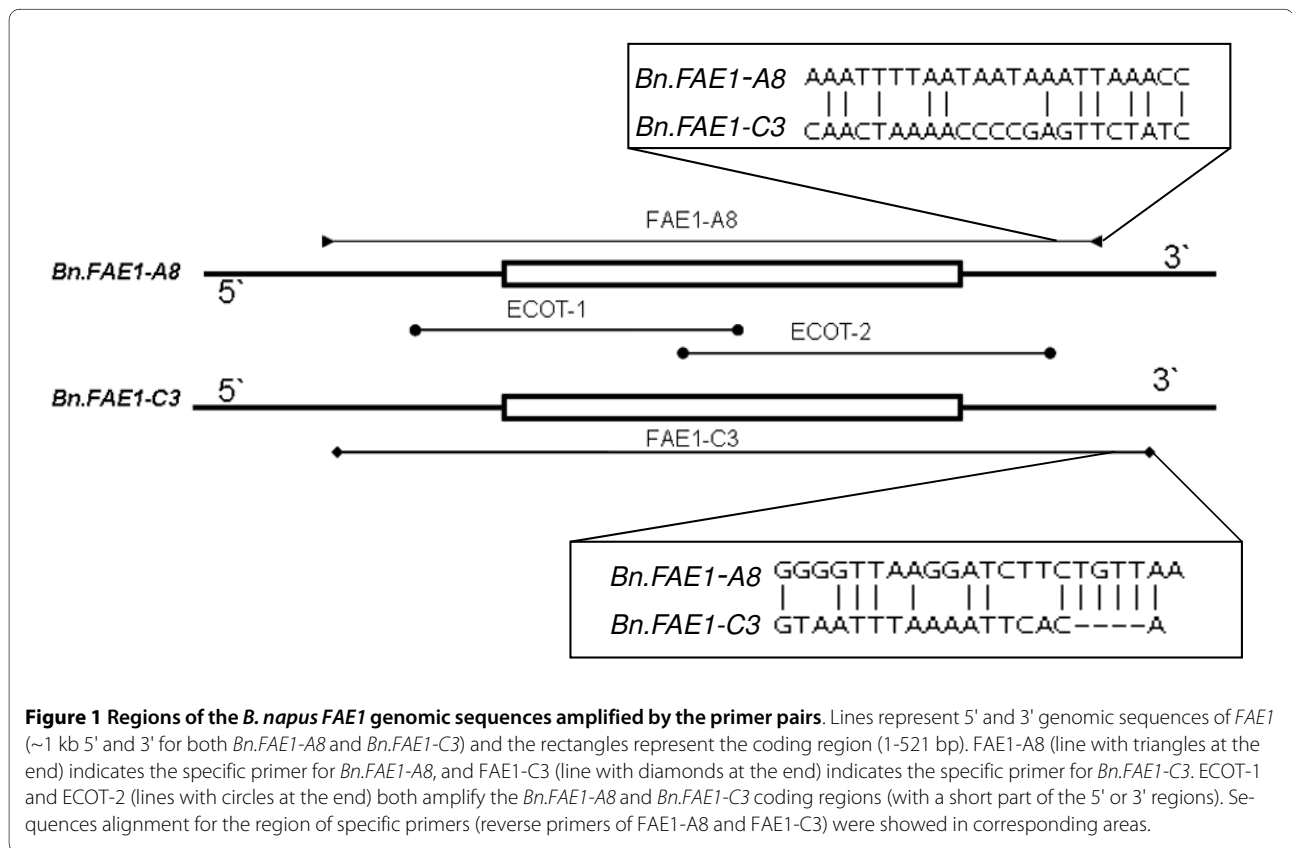 Bn.FAE1-A8 AAATTTTAATAATAAATTAAACC
Bn.FAE1-C3 CAACTAAAACCCCGAGTTCTATC
FAE1-A8
Bn.FAE1-A8
5`
3`
ECOT-1
ECOT-2
Bn.FAE1-C3
5`
3`
FAE1-C3
Bn.FAE1-A8 GGGGTTAAGGATCTTCTGTTAA
Bn.FAE1-C3 GTAATTTAAAATTCAC----A
Figure 1 Regions of the B. napus FAE1 genomic sequences amplified by the primer pairs. Lines represent 5' and 3' genomic sequences of FAE1
(~1 kb 5' and 3' for both Bn.FAE1-A8 and Bn.FAE1-C3) and the rectangles represent the coding region (1-521 bp). FAE1-A8 (line with triangles at the
end) indicates the specific primer for Bn.FAE1-A8, and FAE1-C3 (line with diamonds at the end) indicates the specific primer for Bn.FAE1-C3. ECOT-1
and ECOT-2 (lines with circles at the end) both amplify the Bn.FAE1-A8 and Bn.FAE1-C3 coding regions (with a short part of the 5' or 3' regions). Se-
quences alignment for the region of specific primers (reverse primers of FAE1-A8 and FAE1-C3) were showed in corresponding areas.